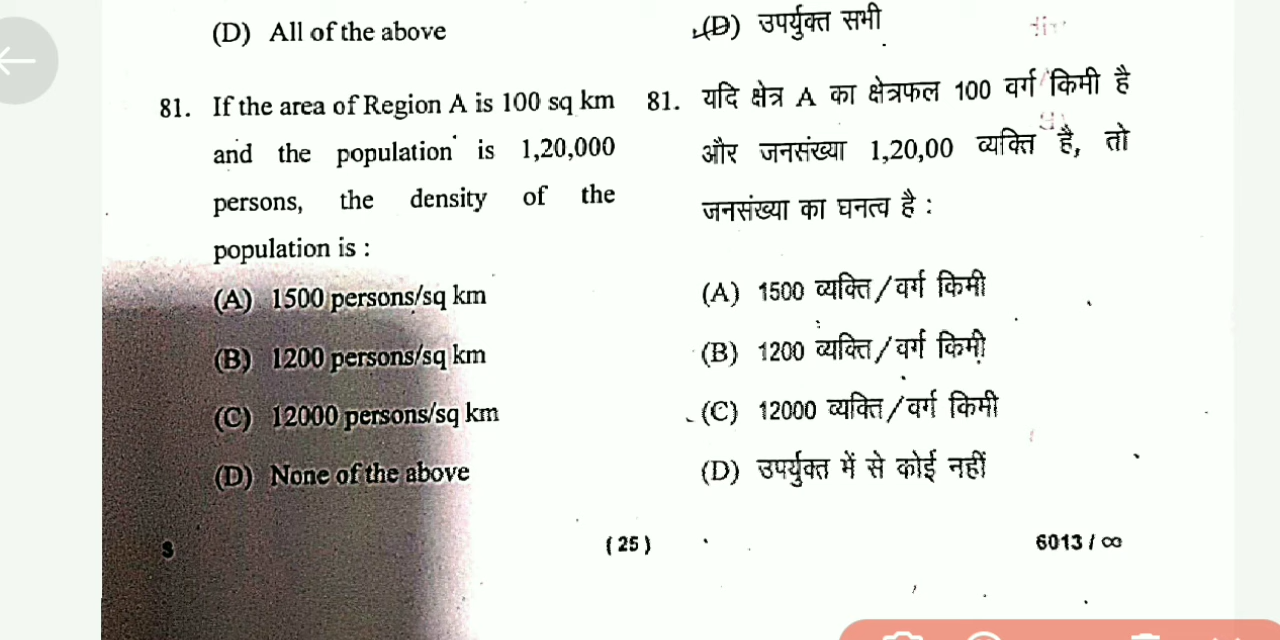 (D) All of the above
81. If the area of Region A is 100 sq km
and the population is 1,20,000
persons, the density of the
population is :
(A) 1500 persons/sq km
(B) 1200 persons/sq km
(C) 12000 persons/sq km
(D) None of the above
(D) उपर्युक्त सभी
81. यदि क्षेत्र A का क्षेत्रफल 100 वर्ग किमी है
और जनसंख्या 1,20,00 व्यक्ति है, तो
जनसंख्या का घनत्व है :
(A) 1500 व्यक्ति/वर्ग किमी
(B) 1200 व्यक्ति/वर्ग किमी
(C) 12000 व्यक्ति/वर्ग किमी
(D) उपर्युक्त में से कोई नहीं
( 25 )
6013 / ∞